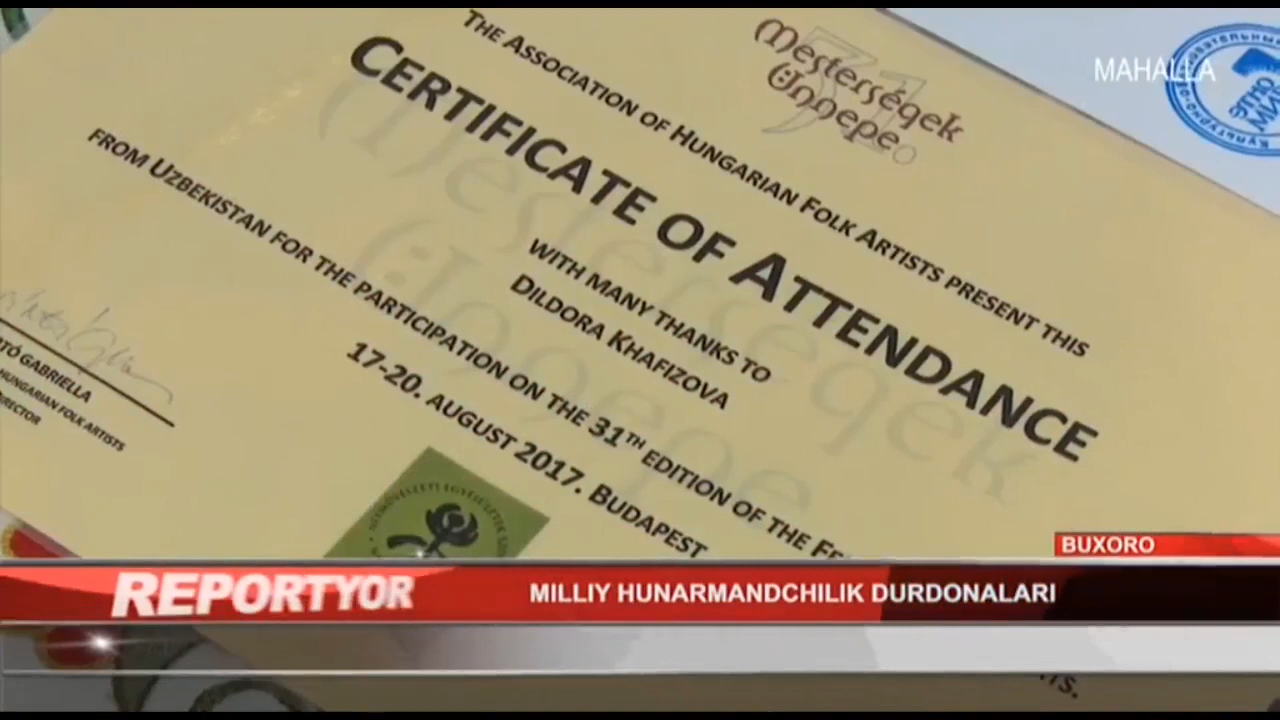 MAHALLA
Mesterségek
Ünnepe
31
THE ASSOCIATION OF HUNGARIAN FOLK ARTISTS PRESENT THIS
CERTIFICATE OF ATTENDANCE
WITH MANY THANKS TO
DILDORA KHAFIZOVA
FROM UZBEKISTAN FOR THE PARTICIPATION ON THE 31TH EDITION OF THE
17-20. AUGUST 2017. BUDAPEST
GABRIELLA
HUNGARIAN FOLK ARTISTS
BUXORO
REPORTYOR
MILLIY HUNARMANDCHILIK DURDONALARI